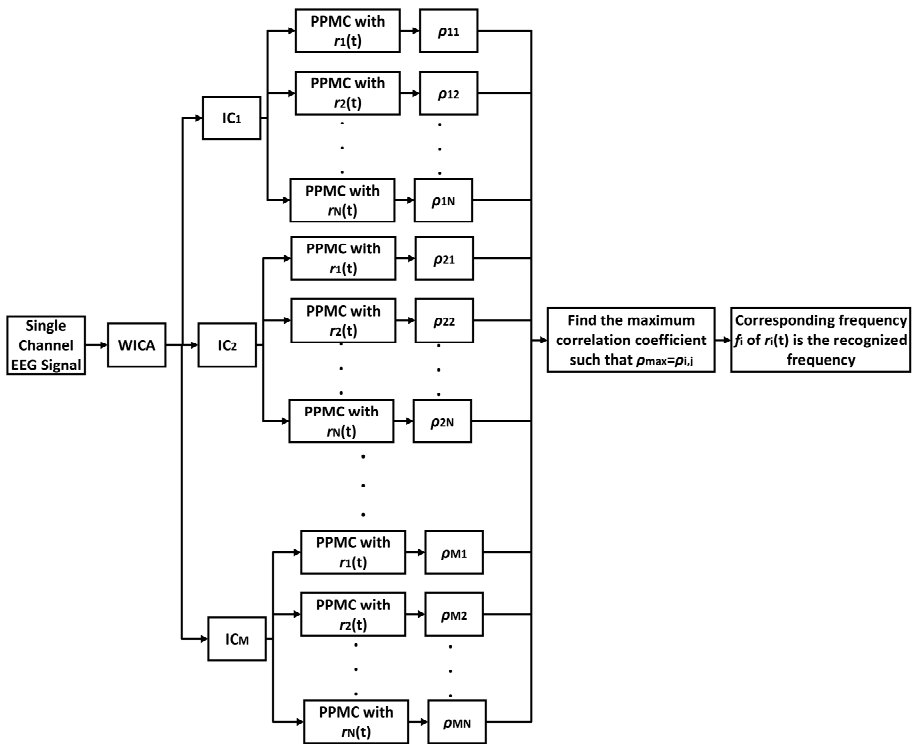 Single
Channel
EEG Signal
WICA
IC1
PPMC with
r1(t)
ρ11
PPMC with
r2(t)
ρ12
PPMC with
rN(t)
ρ1N
IC2
PPMC with
r1(t)
ρ21
PPMC with
r2(t)
ρ22
PPMC with
rN(t)
ρ2N
ICM
PPMC with
r1(t)
ρM1
PPMC with
r2(t)
ρM2
PPMC with
rN(t)
ρMN
Find the maximum
correlation coefficient
such that ρmax=ρi,j
Corresponding frequency
fi of ri(t) is the recognized
frequency